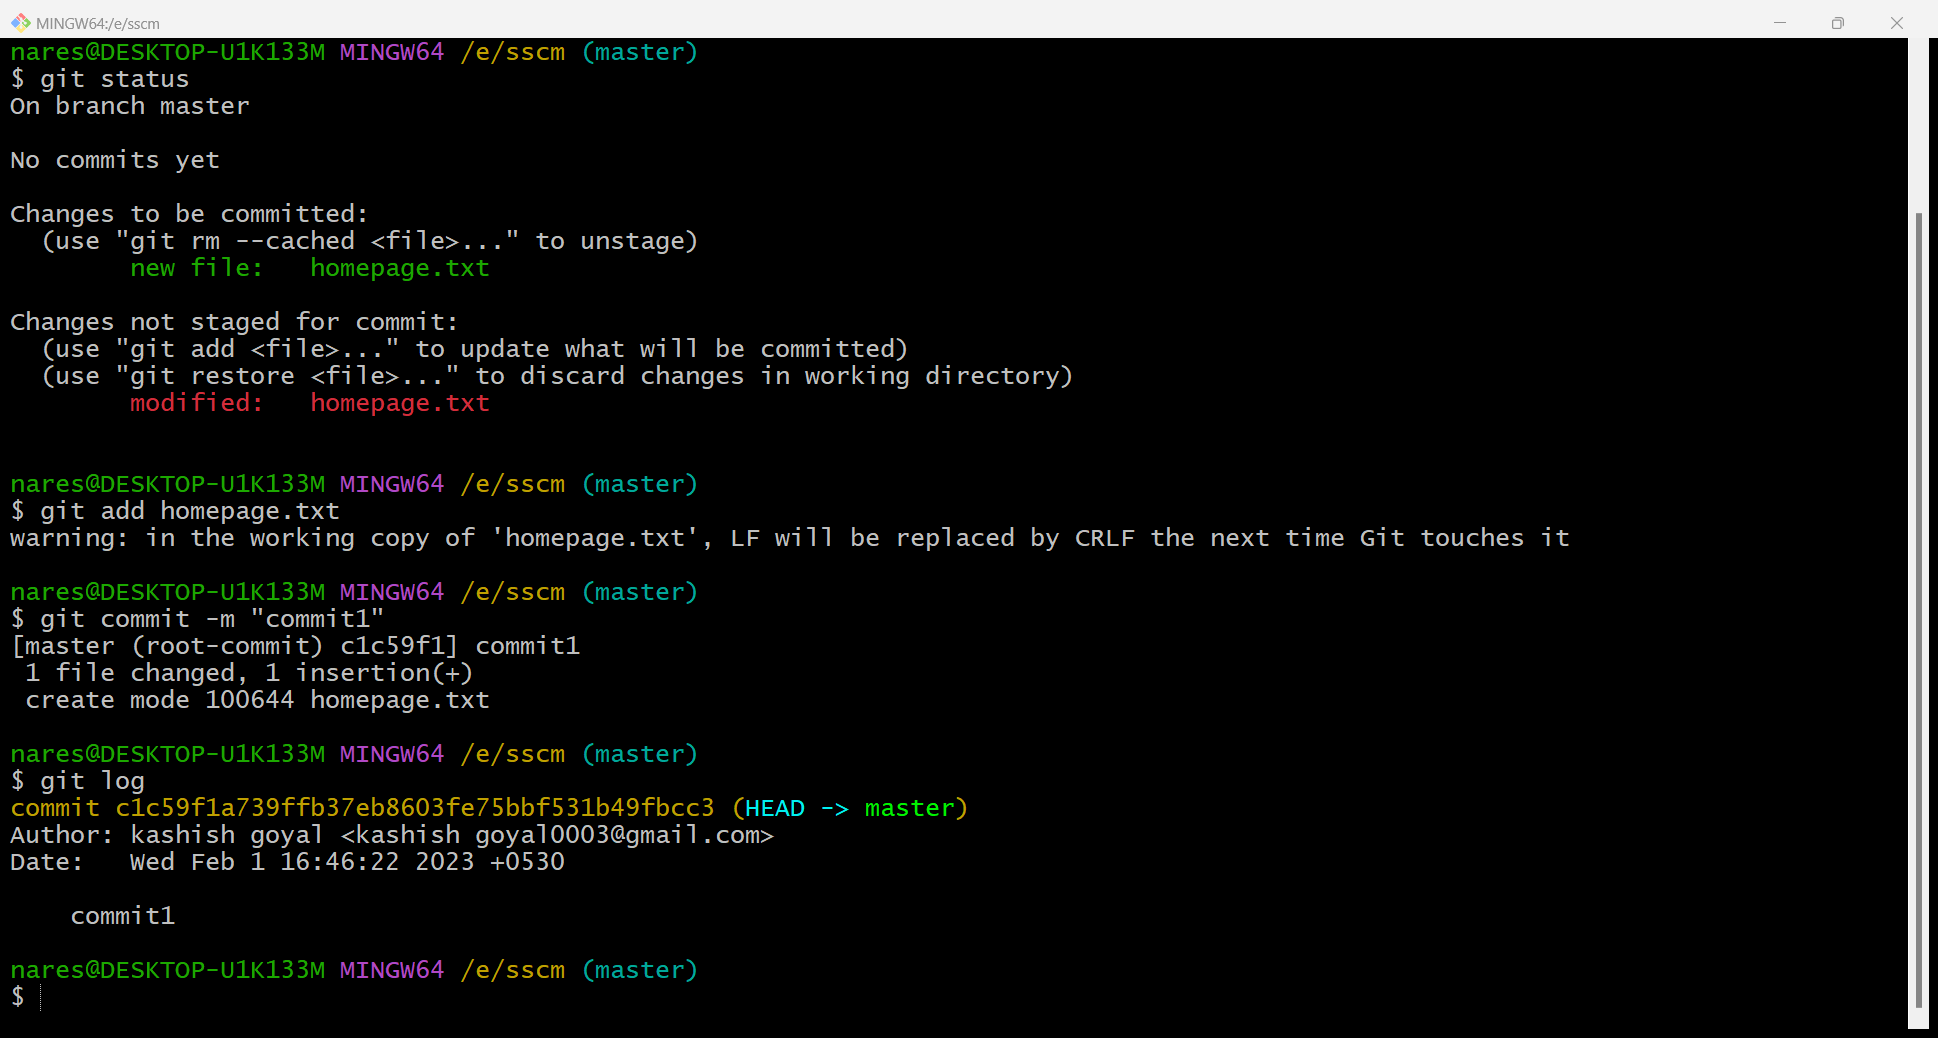 MINGW64:/e/sscm
nares@DESKTOP-U1K133M MINGW64 /e/sscm (master)
$ git status
On branch master
No commits yet
Changes to be committed:
  (use "git rm --cached <file>..." to unstage)
        new file:   homepage.txt
Changes not staged for commit:
  (use "git add <file>..." to update what will be committed)
  (use "git restore <file>..." to discard changes in working directory)
        modified:   homepage.txt
nares@DESKTOP-U1K133M MINGW64 /e/sscm (master)
$ git add homepage.txt
warning: in the working copy of 'homepage.txt', LF will be replaced by CRLF the next time Git touches it
nares@DESKTOP-U1K133M MINGW64 /e/sscm (master)
$ git commit -m "commit1"
[master (root-commit) c1c59f1] commit1
 1 file changed, 1 insertion(+)
 create mode 100644 homepage.txt
nares@DESKTOP-U1K133M MINGW64 /e/sscm (master)
$ git log
commit c1c59f1a739ffb37eb8603fe75bbf531b49fbcc3 (HEAD -> master)
Author: kashish goyal <kashish goyal0003@gmail.com>
Date:   Wed Feb 1 16:46:22 2023 +0530
    commit1
nares@DESKTOP-U1K133M MINGW64 /e/sscm (master)
$